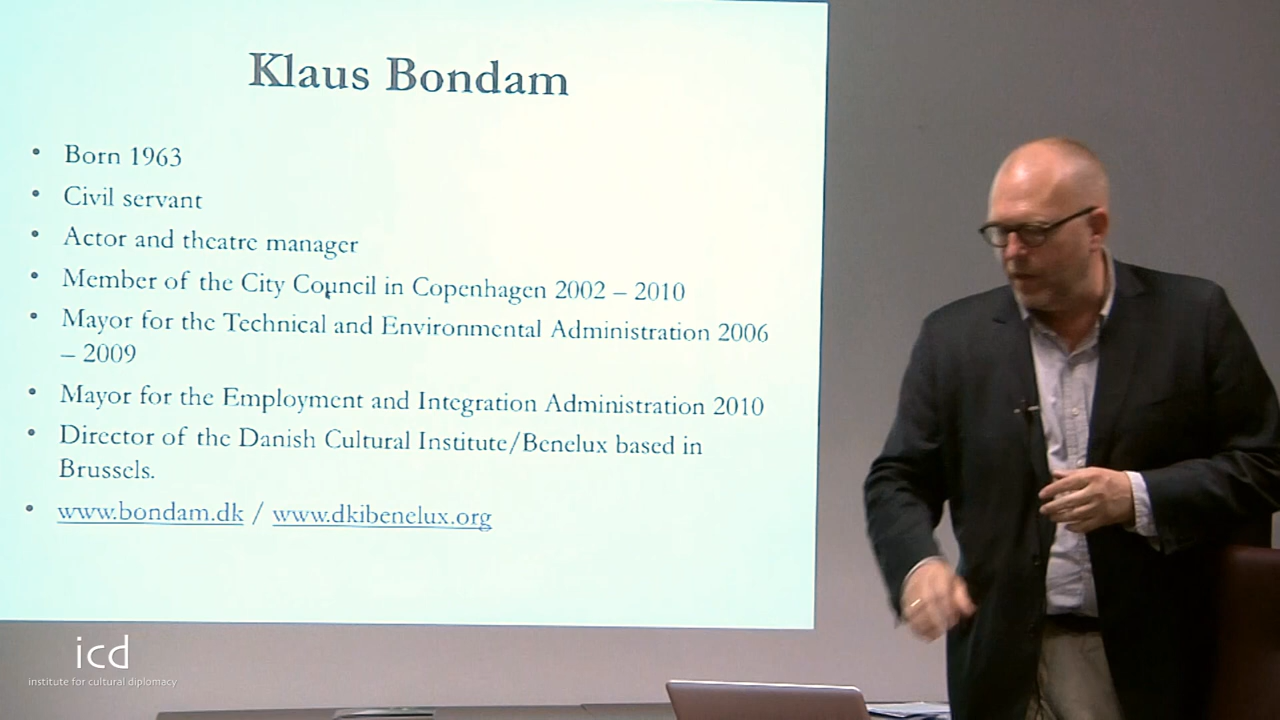 Klaus Bondam
• Born 1963
• Civil servant
• Actor and theatre manager
• Member of the City Council in Copenhagen 2002 – 2010
• Mayor for the Technical and Environmental Administration 2006
– 2009
• Mayor for the Employment and Integration Administration 2010
• Director of the Danish Cultural Institute/Benelux based in
Brussels.
• www.bondam.dk / www.dkibenelux.org
icd
institute for cultural diplomacy